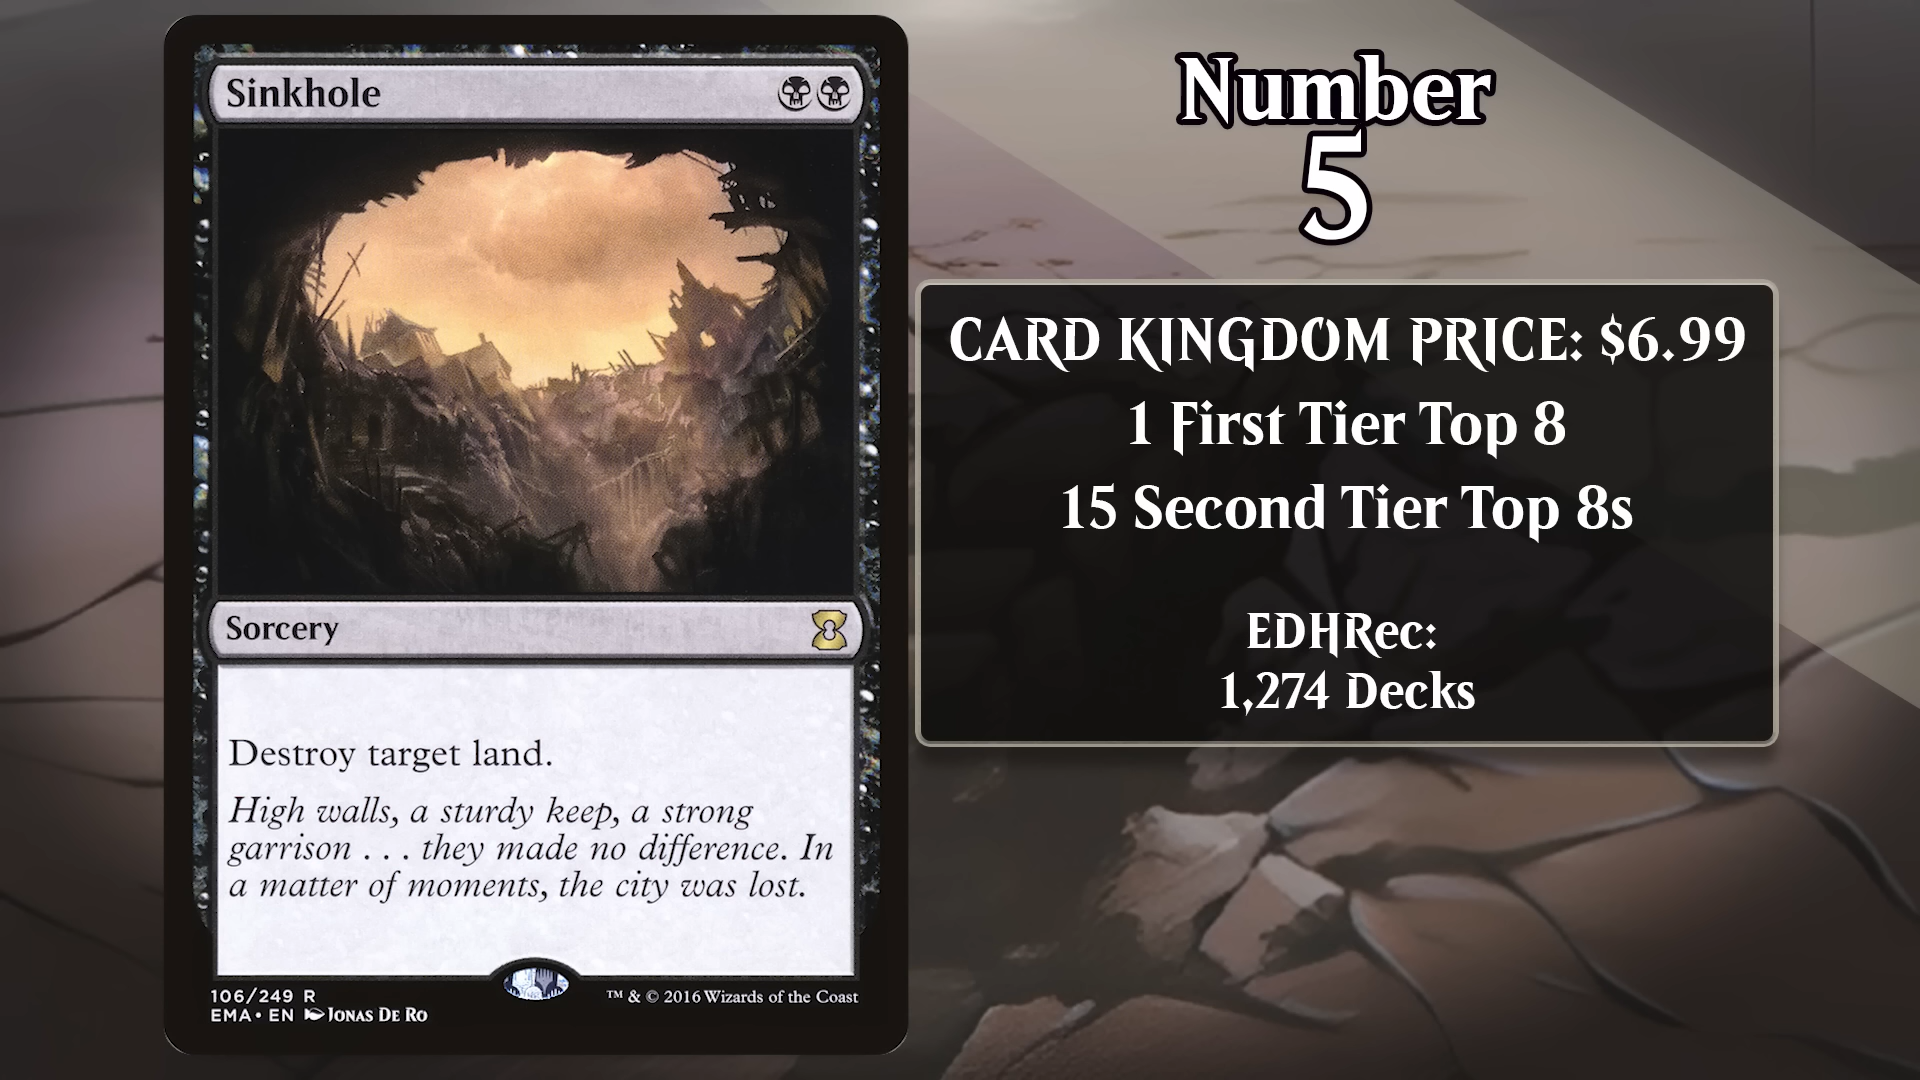 Sinkhole
Sorcery
Destroy target land.
High walls, a sturdy keep, a strong
garrison . . . they made no difference. In
a matter of moments, the city was lost.
106/249 R
EMA • EN Jonas De Ro
™ & © 2016 Wizards of the Coast
Number
5
CARD KINGDOM PRICE: $6.99
1 First Tier Top 8
15 Second Tier Top 8s
EDHRec:
1,274 Decks